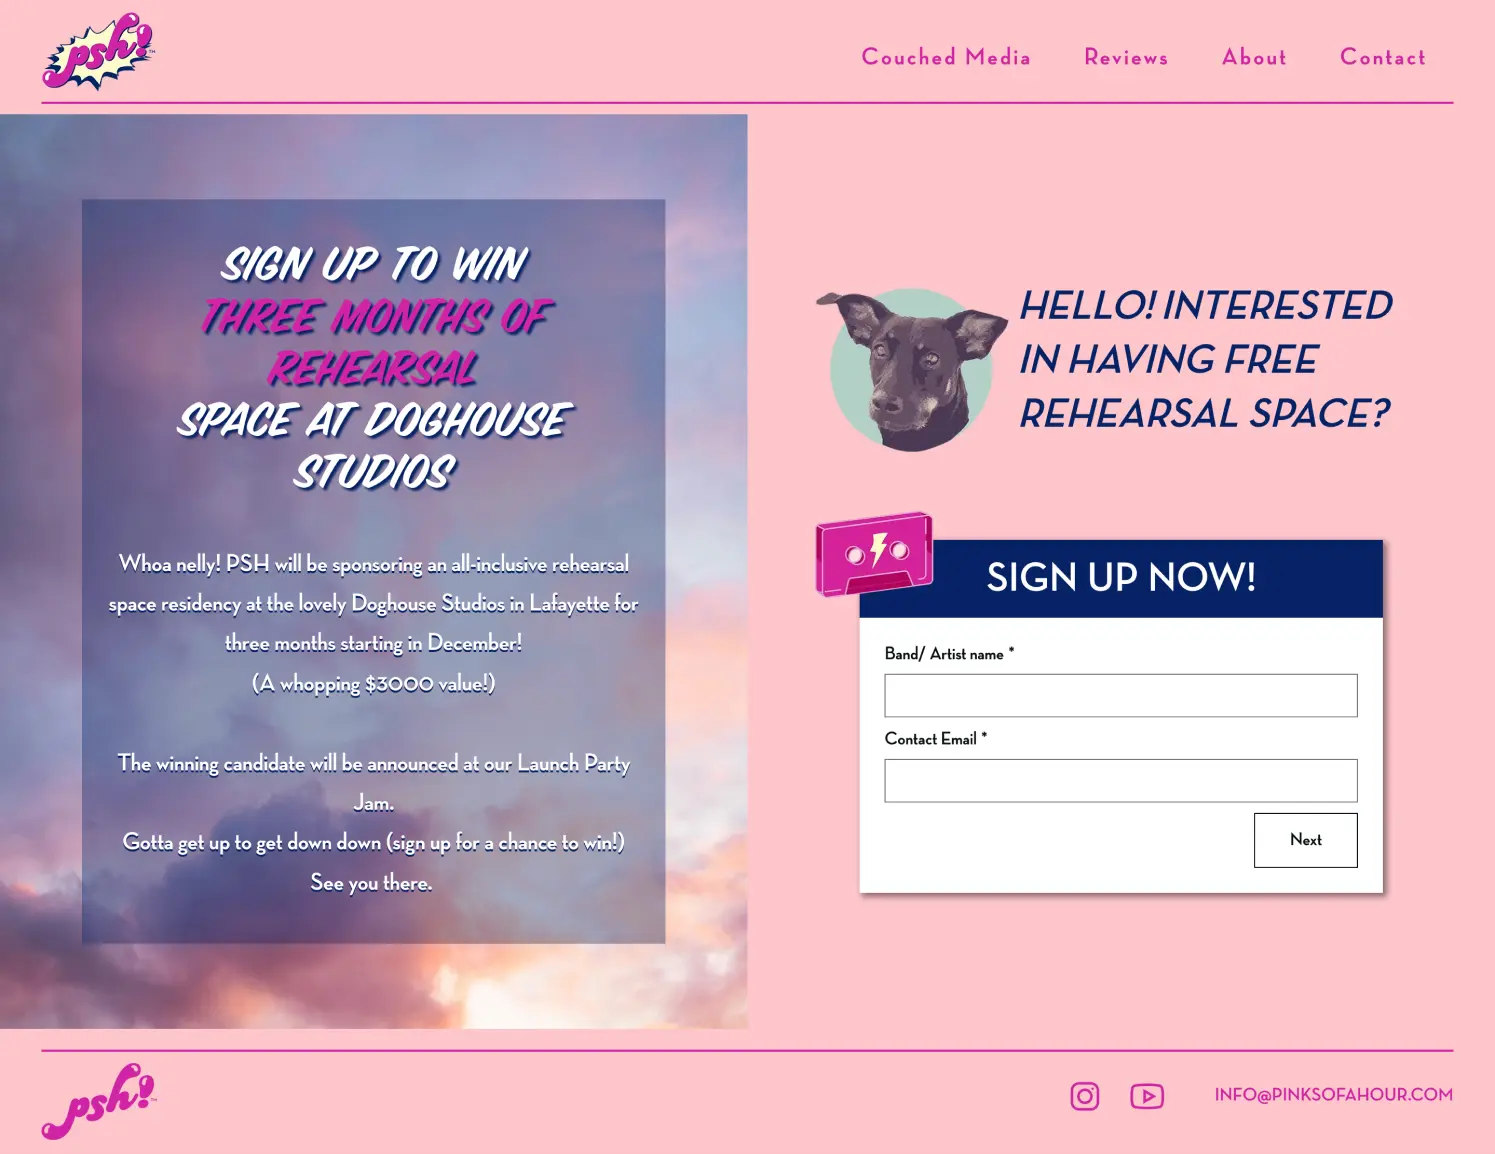 psh!™
Couched Media
Reviews
About
Contact
SIGN UP TO WIN
THREE MONTHS OF
REHEARSAL
SPACE AT DOGHOUSE
STUDIOS
Whoa nelly! PSH will be sponsoring an all-inclusive rehearsal
space residency at the lovely Doghouse Studios in Lafayette for
three months starting in December!
(A whopping $3000 value!)
The winning candidate will be announced at our Launch Party
Jam.
Gotta get up to get down down (sign up for a chance to win!)
See you there.
HELLO! INTERESTED
IN HAVING FREE
REHEARSAL SPACE?
SIGN UP NOW!
Band/ Artist name *
Contact Email *
Next
psh!™
INFO@PINKSOFAHOUR.COM